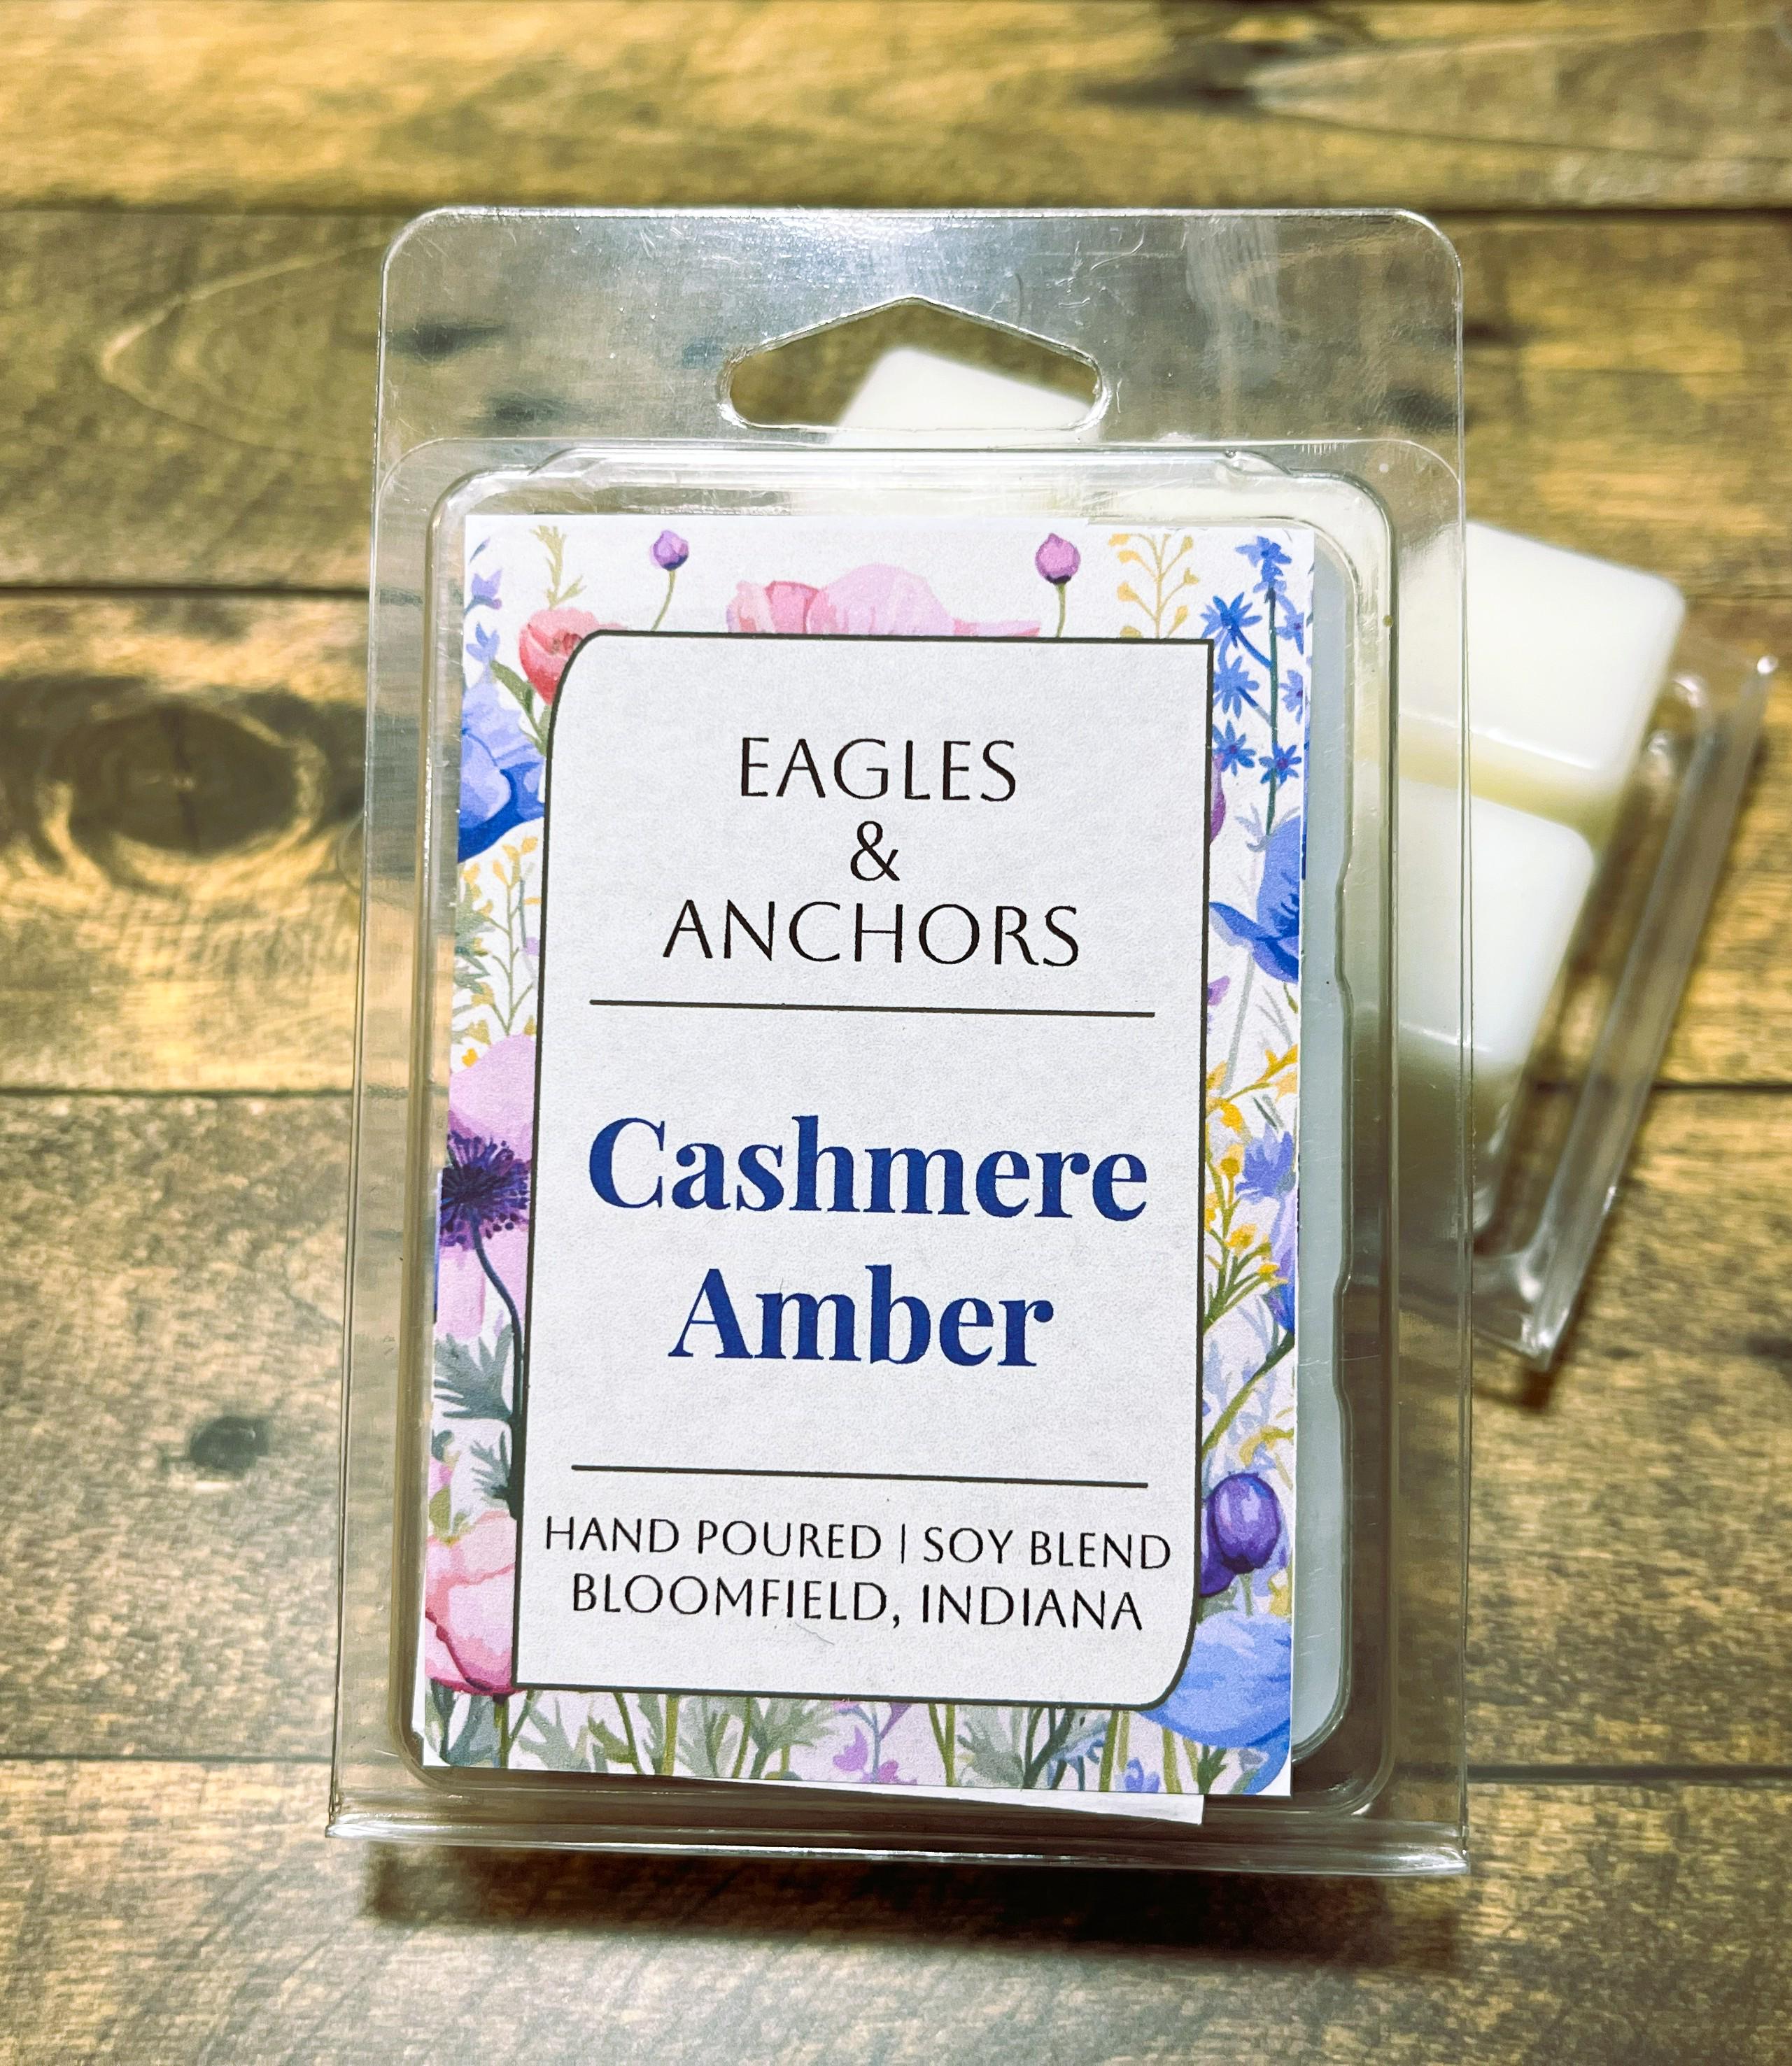 EAGLES
&
ANCHORS
Cashmere
Amber
HAND POURED | SOY BLEND
BLOOMFIELD, INDIANA